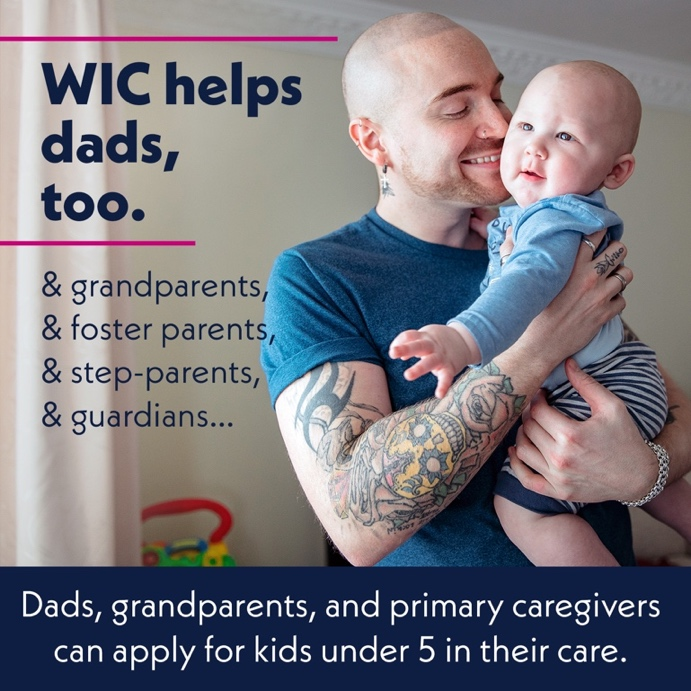 WIC helps
dads,
too.
& grandparents,
& foster parents,
& step-parents,
& guardians...
Dads, grandparents, and primary caregivers
can apply for kids under 5 in their care.